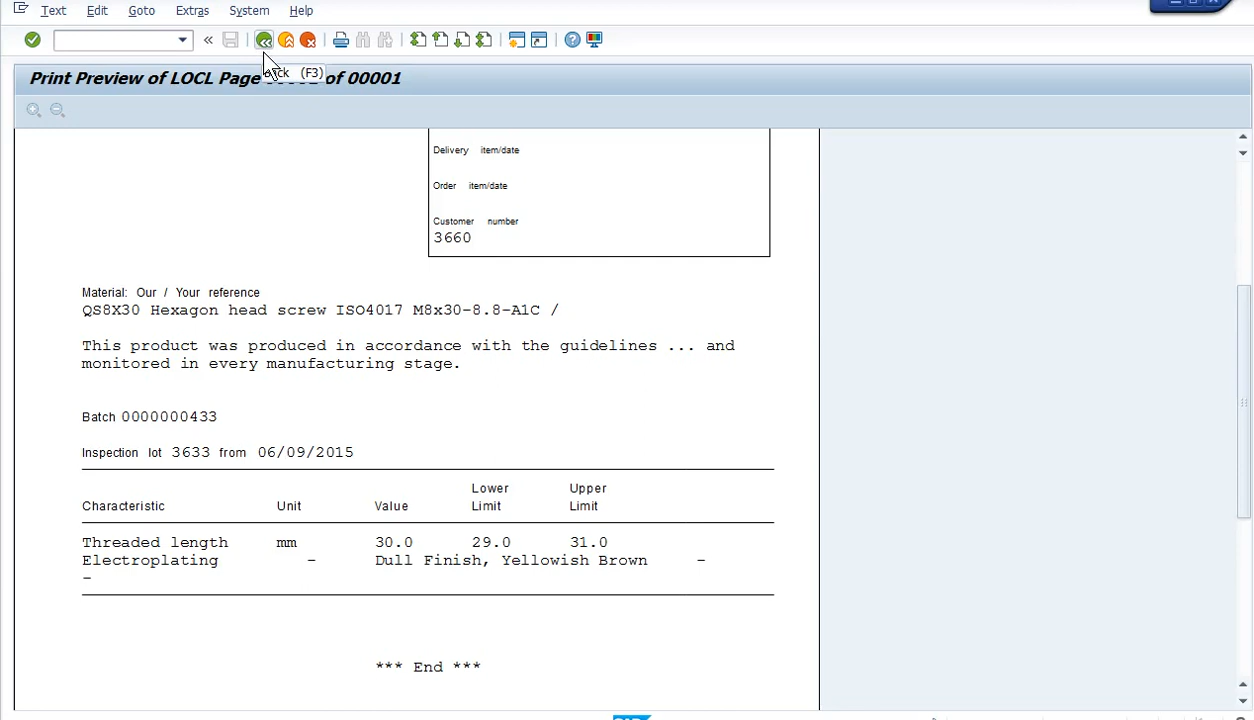 Text Edit Goto Extras System Help
Print Preview of LOCL Page of 00001
(F3)
Delivery item/date
Order item/date
Customer number
3660
Material: Our / Your reference
QS8X30 Hexagon head screw ISO4017 M8x30-8.8-A1C /
This product was produced in accordance with the guidelines ... and
monitored in every manufacturing stage.
Batch 0000000433
Inspection lot 3633 from 06/09/2015
Characteristic Unit Value Lower Limit Upper Limit
Threaded length mm 30.0 29.0 31.0
Electroplating - Dull Finish, Yellowish Brown -
-
*** End ***